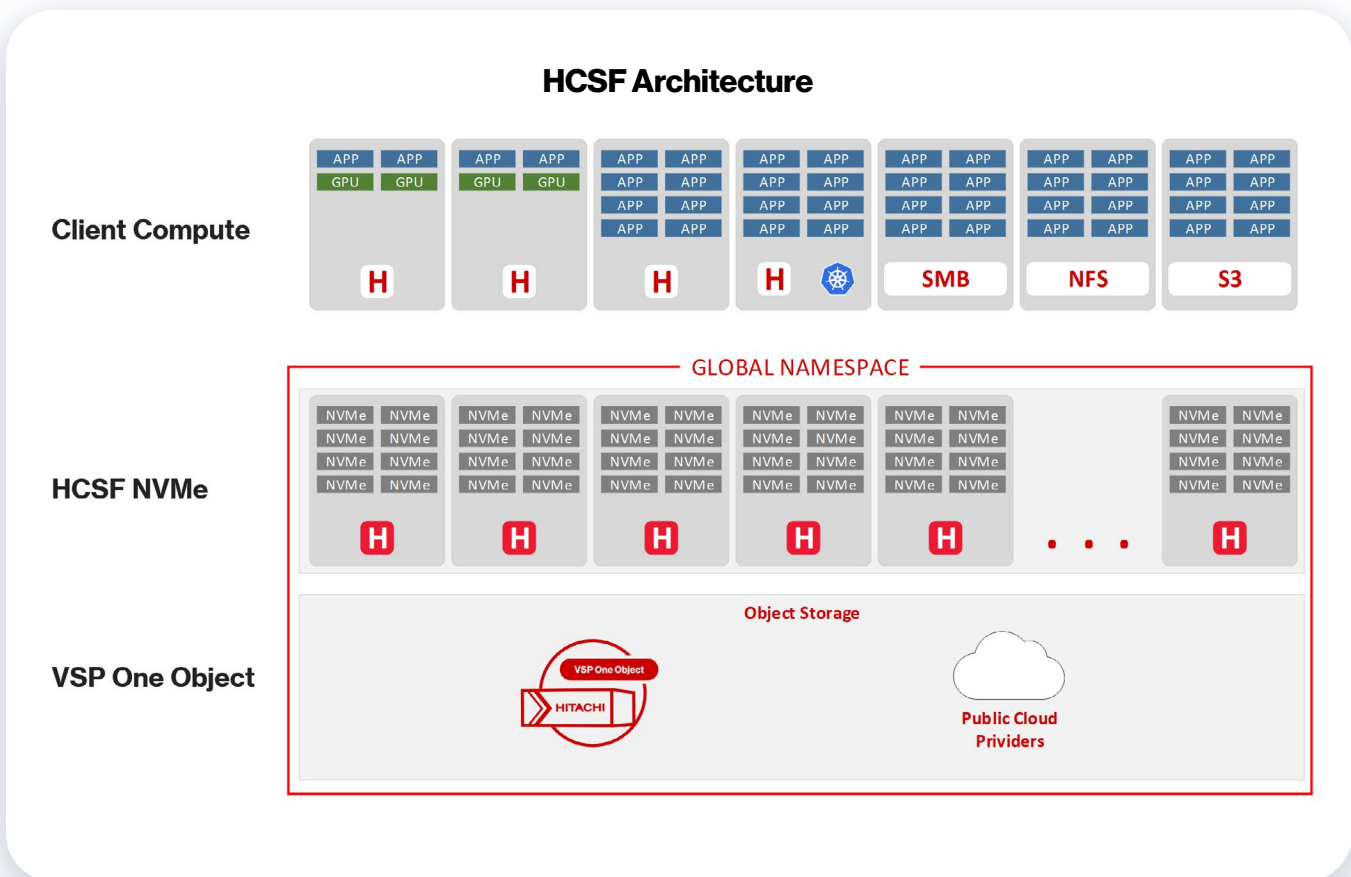 HCSF Architecture
Client Compute
APP APP APP APP APP APP APP APP APP APP APP APP APP APP
GPU GPU GPU GPU APP APP APP APP APP APP APP APP APP APP
APP APP APP APP APP APP APP APP APP APP
APP APP APP APP APP APP APP APP APP APP
H H H H SMB NFS S3
GLOBAL NAMESPACE
HCSF NVMe
NVMe NVMe NVMe NVMe NVMe NVMe NVMe NVMe NVMe NVMe NVMe NVMe
NVMe NVMe NVMe NVMe NVMe NVMe NVMe NVMe NVMe NVMe NVMe NVMe
NVMe NVMe NVMe NVMe NVMe NVMe NVMe NVMe NVMe NVMe NVMe NVMe
NVMe NVMe NVMe NVMe NVMe NVMe NVMe NVMe NVMe NVMe NVMe NVMe
H H H H H . . . H
VSP One Object
Object Storage
VSP One Object
HITACHI
Public Cloud
Prividers